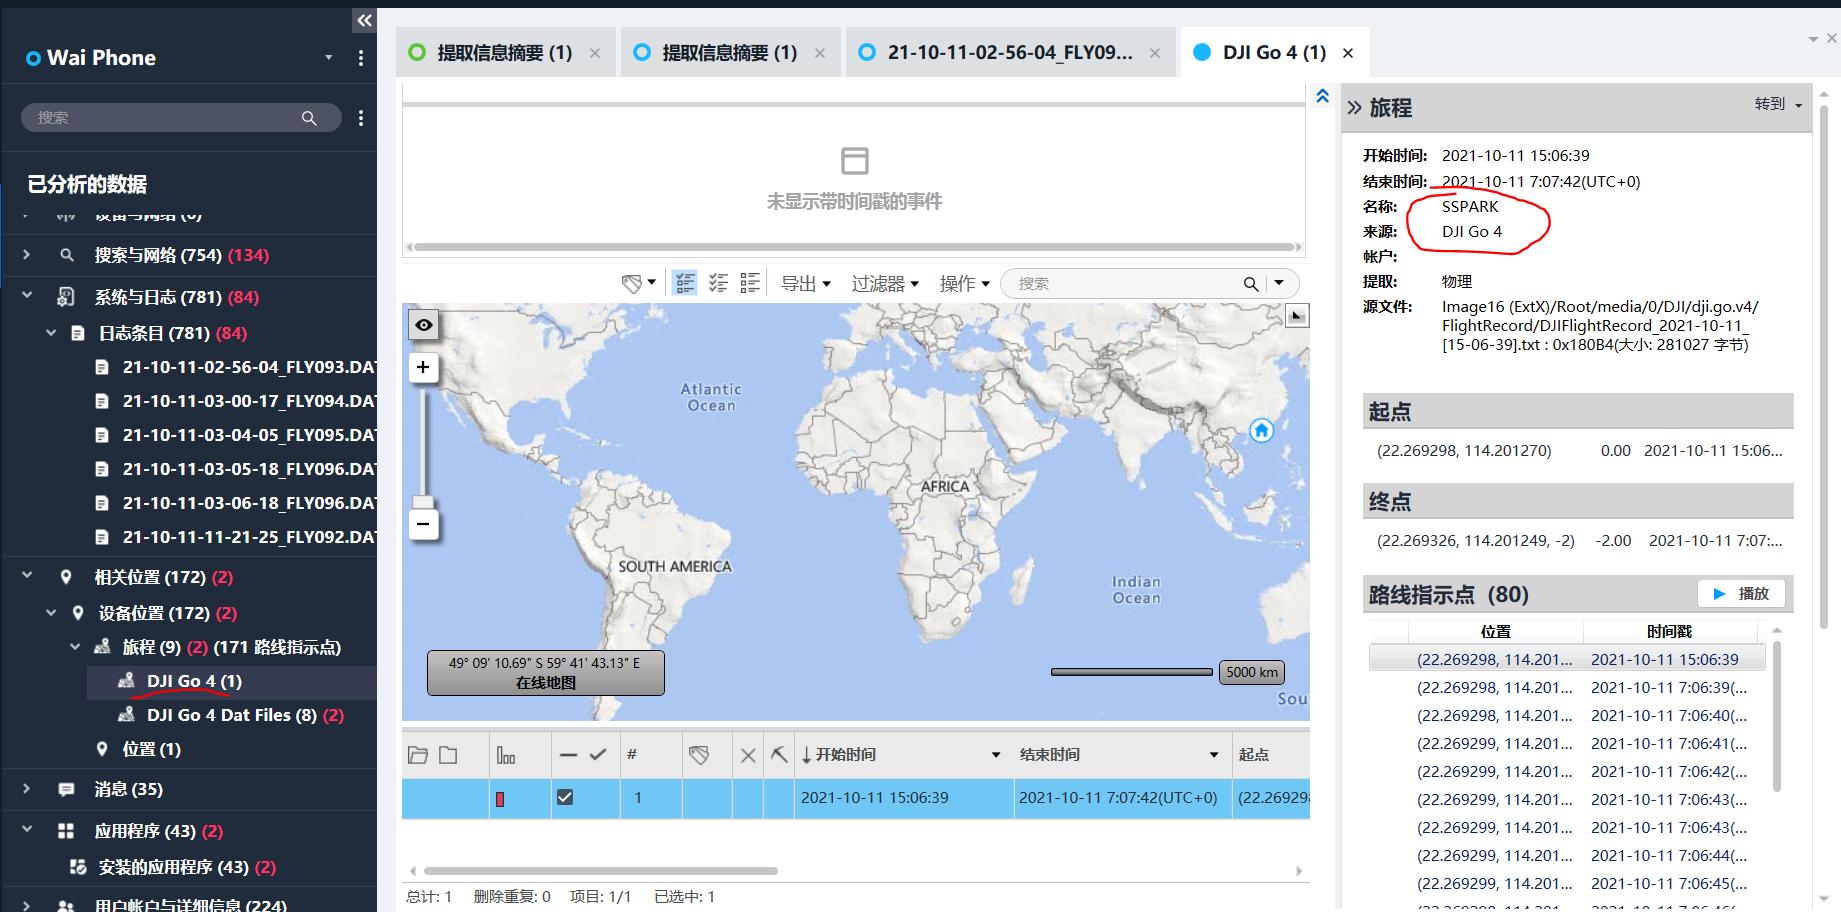 Wai Phone
搜索
已分析的数据
设备与网络 (6)
搜索与网络 (754) (134)
系统与日志 (781) (84)
日志条目 (781) (84)
21-10-11-02-56-04_FLY093.DAT
21-10-11-03-00-17_FLY094.DAT
21-10-11-03-04-05_FLY095.DAT
21-10-11-03-05-18_FLY096.DAT
21-10-11-03-06-18_FLY096.DAT
21-10-11-11-21-25_FLY092.DAT
相关位置 (172) (2)
设备位置 (172) (2)
旅程 (9) (2) (171 路线指示点)
DJI Go 4 (1)
DJI Go 4 Dat Files (8) (2)
位置 (1)
消息 (35)
应用程序 (43) (2)
安装的应用程序 (43) (2)
用户帐户与详细信息 (224)
提取信息摘要 (1)
提取信息摘要 (1)
21-10-11-02-56-04_FLY09...
DJI Go 4 (1)
未显示带时间戳的事件
导出
过滤器
操作
搜索
Atlantic
Ocean
AFRICA
SOUTH AMERICA
Indian
Ocean
49° 09' 10.69" S 59° 41' 43.13" E
在线地图
5000 km
Sou
#
开始时间
结束时间
起点
1
2021-10-11 15:06:39
2021-10-11 7:07:42(UTC+0)
(22.26929
总计: 1 删除重复: 0 项目: 1/1 已选中: 1
旅程
转到
开始时间: 2021-10-11 15:06:39
结束时间: 2021-10-11 7:07:42(UTC+0)
名称: SSPARK
来源: DJI Go 4
帐户:
提取: 物理
源文件: Image16 (ExtX)/Root/media/0/DJI/dji.go.v4/
FlightRecord/DJIFlightRecord_2021-10-11_
[15-06-39].txt : 0x180B4(大小: 281027 字节)
起点
(22.269298, 114.201270) 0.00 2021-10-11 15:06...
终点
(22.269326, 114.201249, -2) -2.00 2021-10-11 7:07:...
路线指示点 (80)
播放
位置 时间戳
(22.269298, 114.201... 2021-10-11 15:06:39
(22.269298, 114.201... 2021-10-11 7:06:39(...
(22.269298, 114.201... 2021-10-11 7:06:40(...
(22.269299, 114.201... 2021-10-11 7:06:41(...
(22.269299, 114.201... 2021-10-11 7:06:42(...
(22.269299, 114.201... 2021-10-11 7:06:43(...
(22.269299, 114.201... 2021-10-11 7:06:43(...
(22.269299, 114.201... 2021-10-11 7:06:44(...
(22.269299, 114.201... 2021-10-11 7:06:45(...